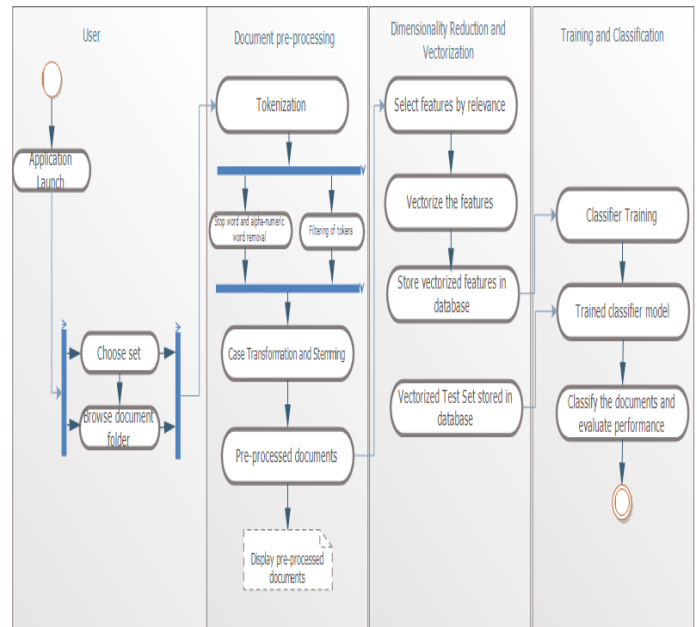 User
Application
Launch
Choose set
Browse document
folder
Document pre-processing
Tokenization
Stop word and alpha-numeric
word removal
Filtering of tokens
Case Transformation and Stemming
Pre-processed documents
Display pre-processed
documents
Dimensionality Reduction and
Vectorization
Select features by relevance
Vectorize the features
Store vectorized features in
database
Vectorized Test Set stored in
database
Training and Classification
Classifier Training
Trained classifier model
Classify the documents and
evaluate performance